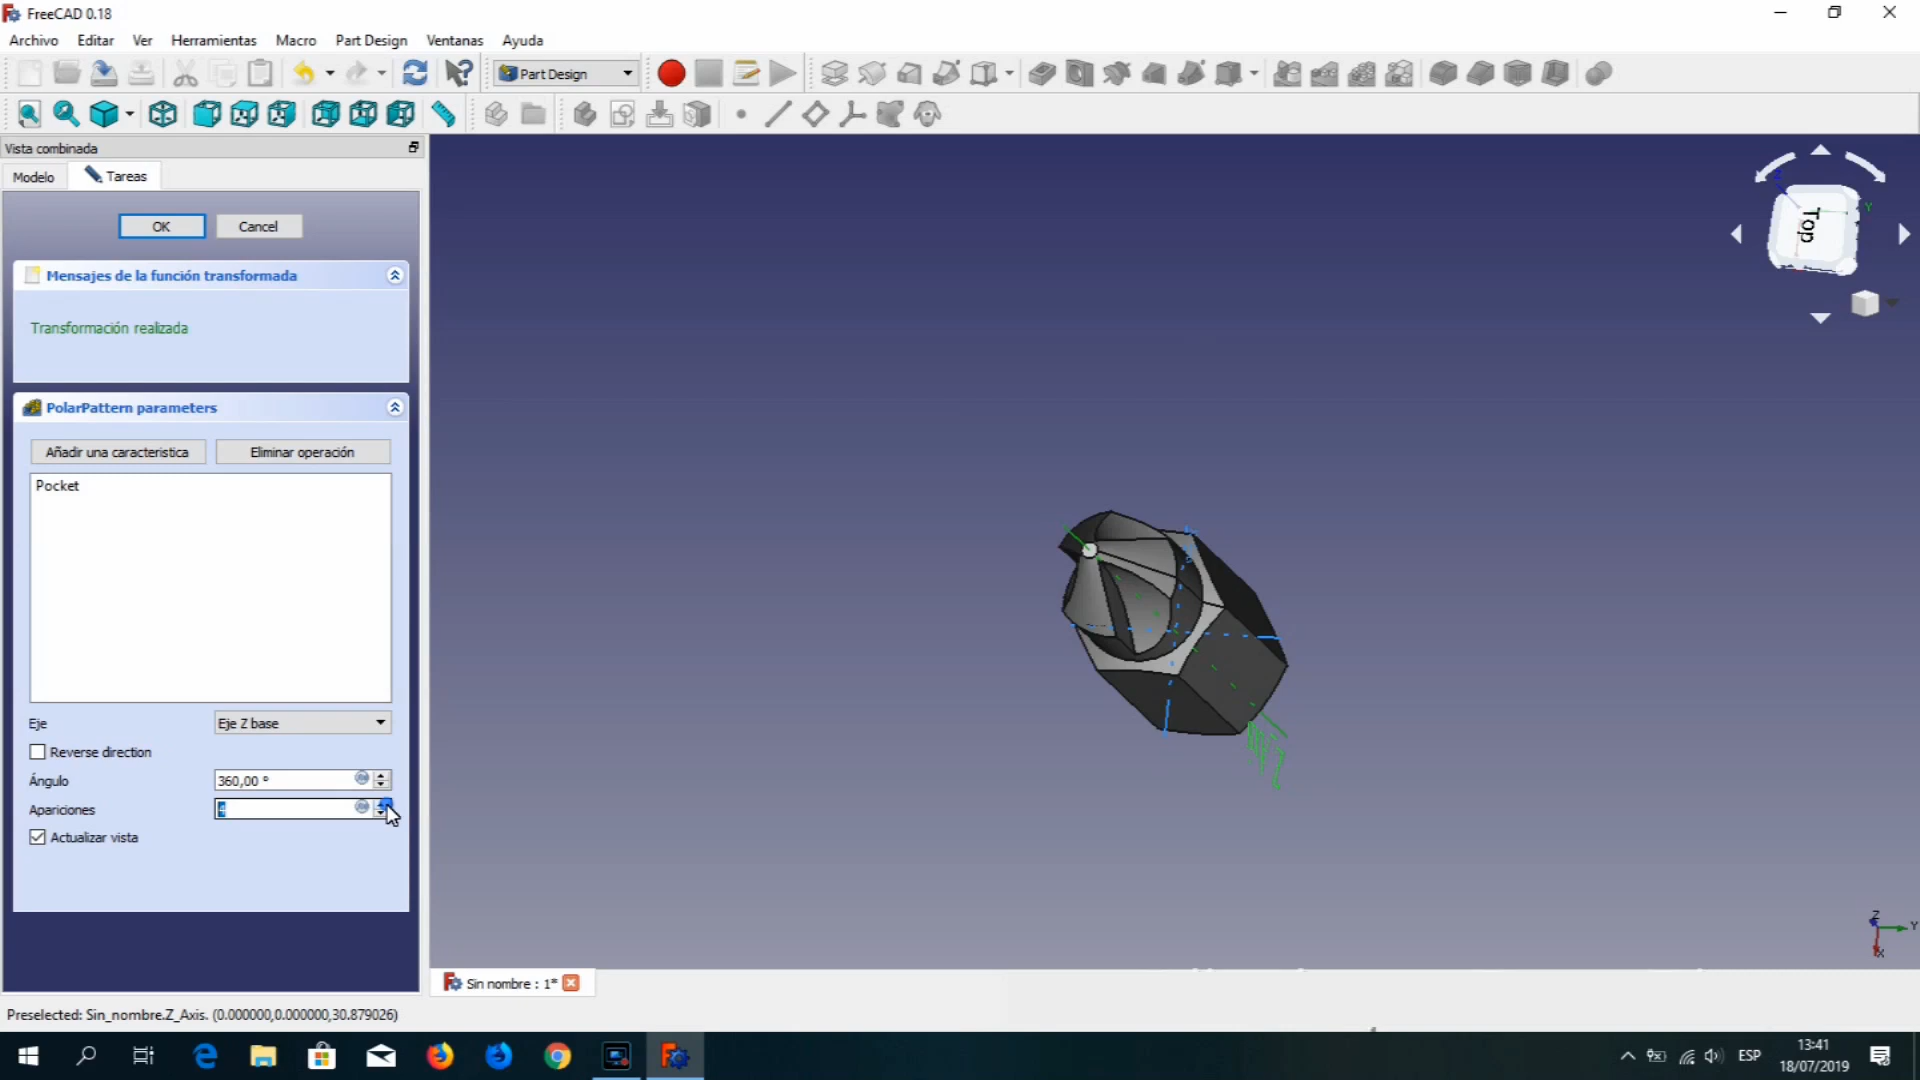 FreeCAD 0.18
Archivo Editar Ver Herramientas Macro Part Design Ventanas Ayuda
Part Design
Vista combinada
Modelo Tareas
OK Cancel
Mensajes de la función transformada
Transformación realizada
PolarPattern parameters
Añadir una caracteristica Eliminar operación
Pocket
Eje Eje Z base
Reverse direction
Ángulo 360,00 °
Apariciones
Actualizar vista
Top
Z
Y
Z
Y
X
Sin nombre : 1*
Preselected: Sin_nombre.Z_Axis. (0.000000,0.000000,30.879026)
ESP
13:41
18/07/2019